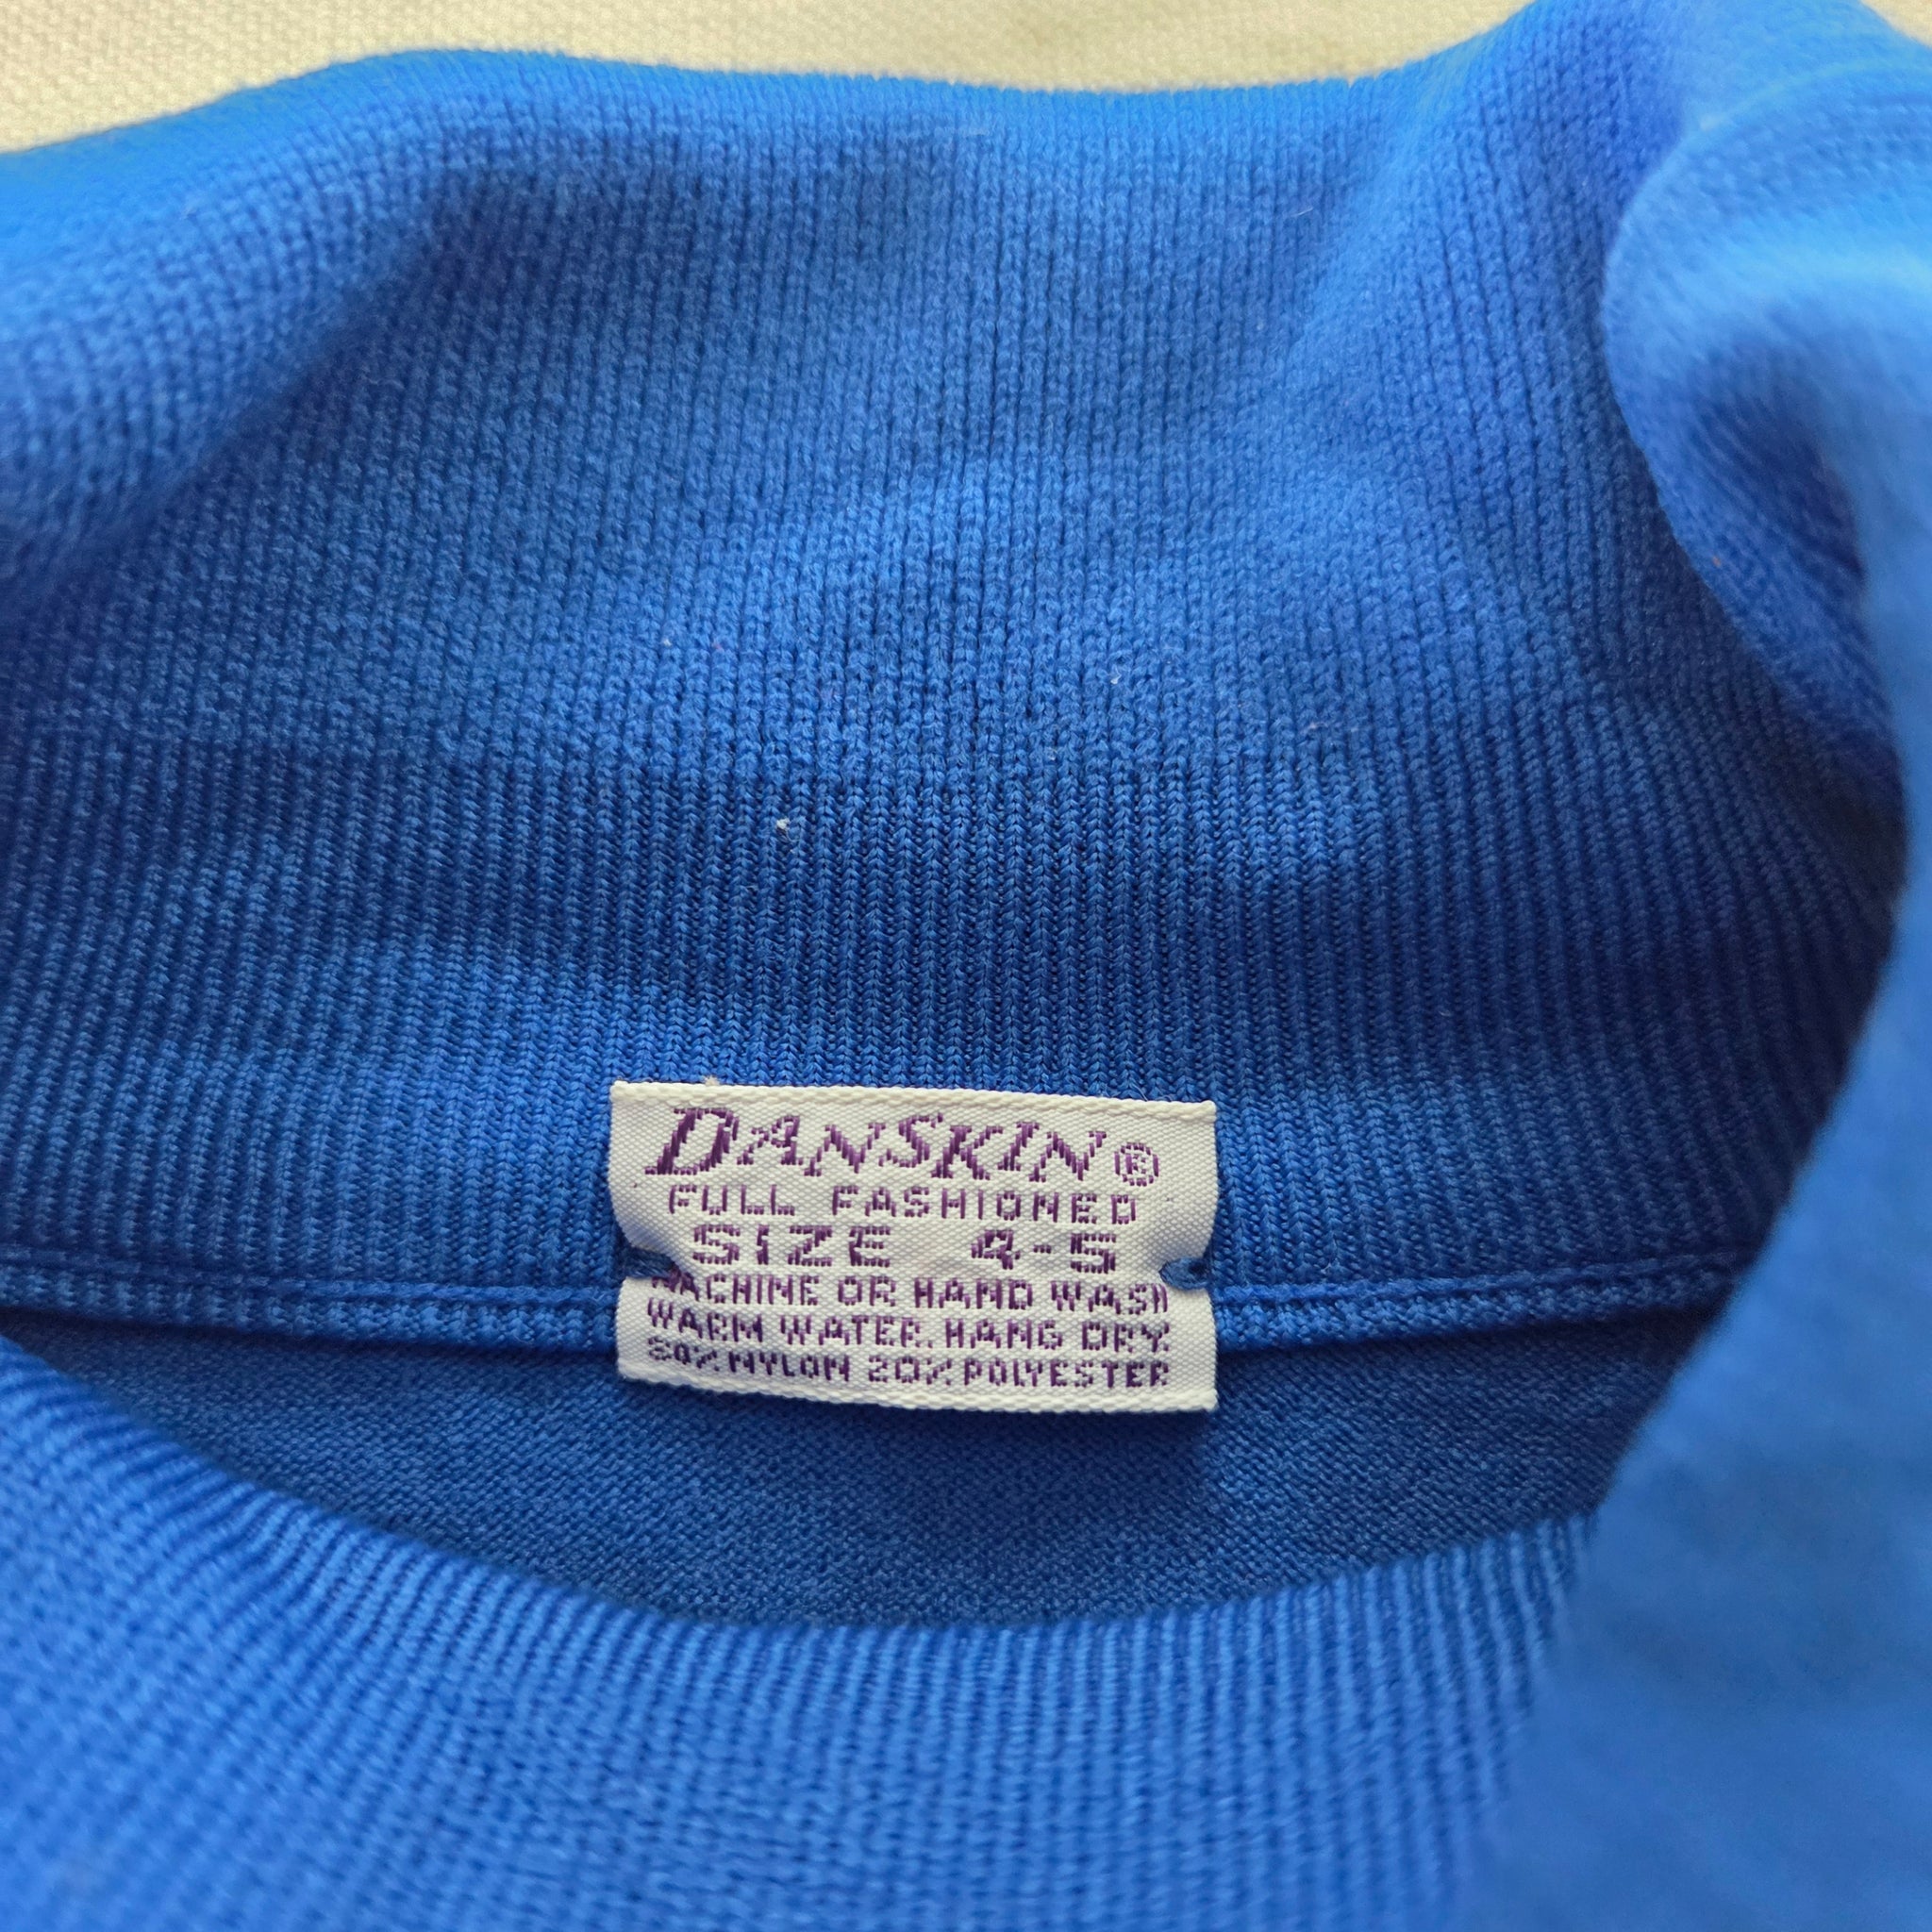 DANSKIN®
FULL FASHIONED
SIZE 4-5
MACHINE OR HAND WASH
WARM WATER. HANG DRY.
80% NYLON 20% POLYESTER